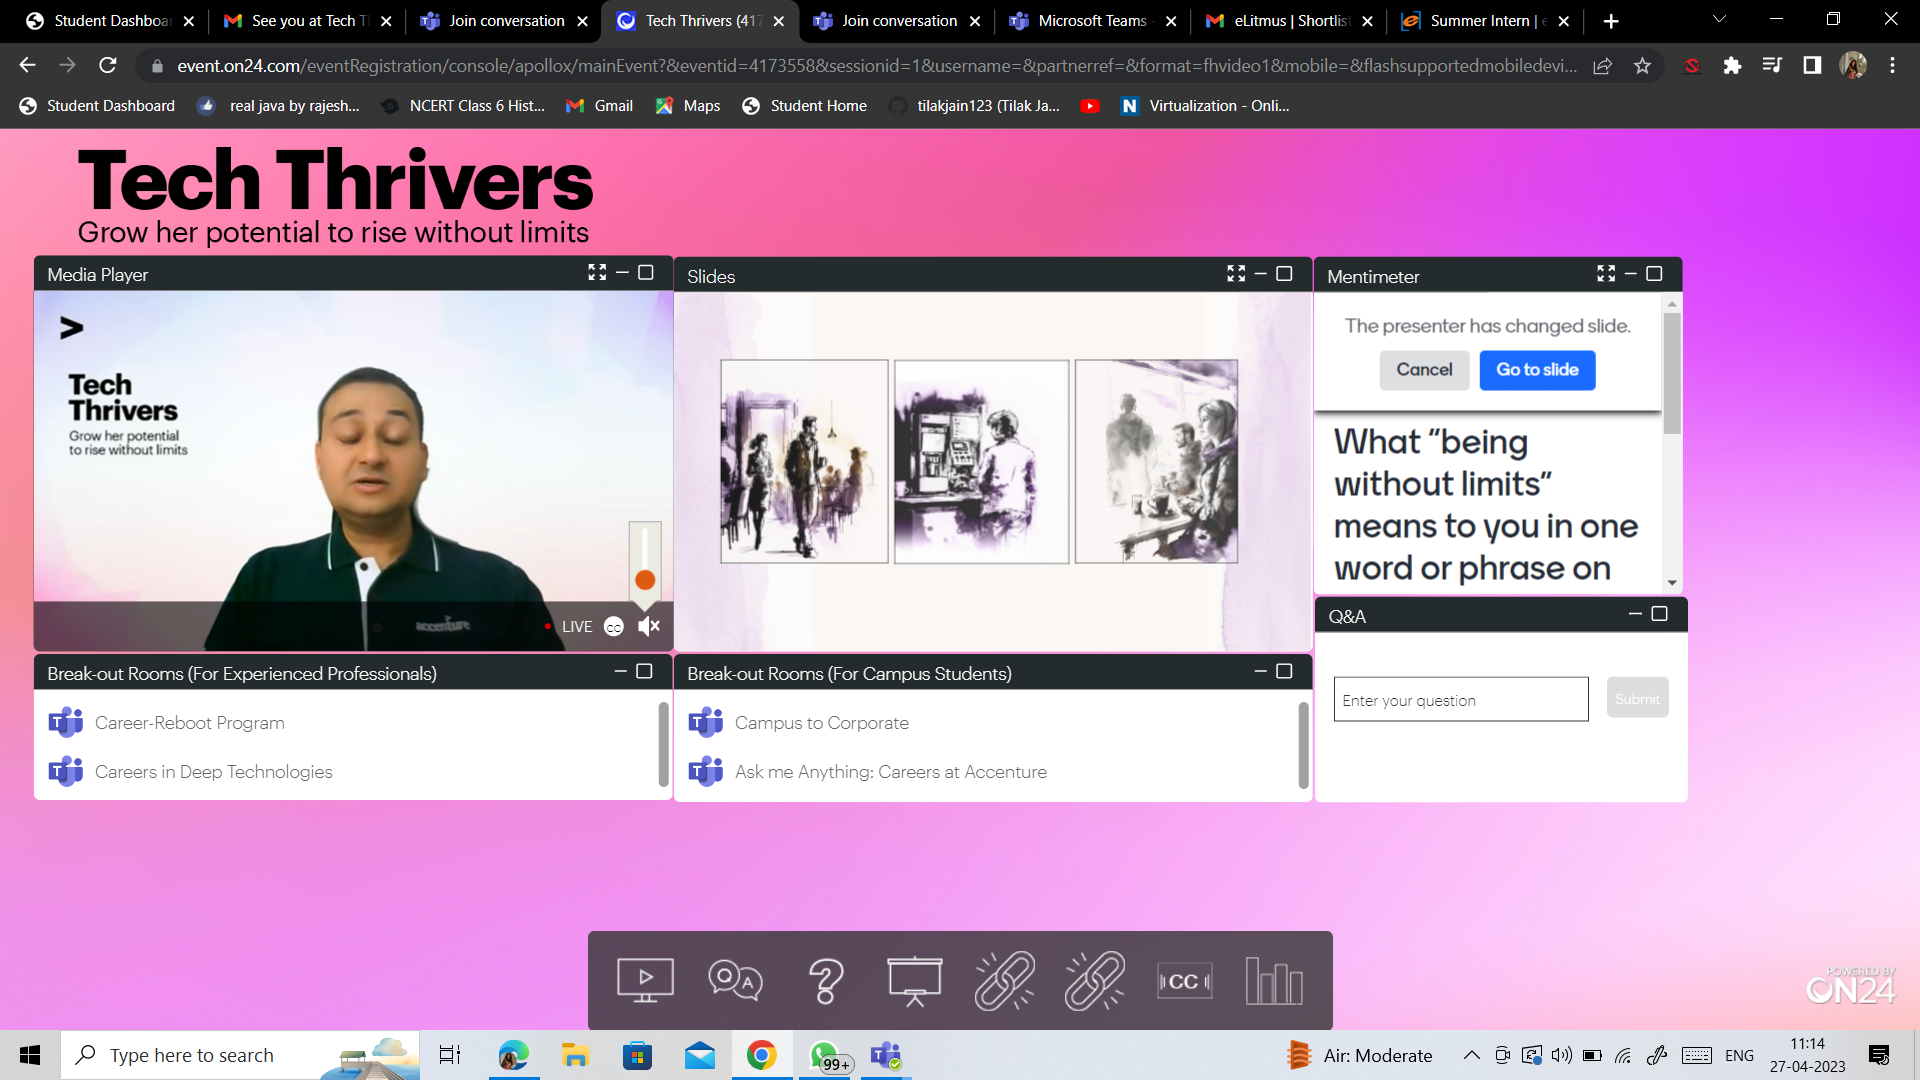 Student Dashboar
See you at Tech T
Join conversation
Tech Thrivers (417
Join conversation
Microsoft Teams
eLitmus | Shortlis
Summer Intern | e
event.on24.com/eventRegistration/console/apollox/mainEvent?&eventid=4173558&sessionid=1&username=&partnerref=&format=fhvideo1&mobile=&flashsupportedmobiledevi...
Student Dashboard
real java by rajesh...
NCERT Class 6 Hist...
Gmail
Maps
Student Home
tilakjain123 (Tilak Ja...
N
Virtualization - Onli...
Tech Thrivers
Grow her potential to rise without limits
Media Player
>
Tech
Thrivers
Grow her potential
to rise without limits
accenture
LIVE
CC
Slides
Mentimeter
The presenter has changed slide.
Cancel
Go to slide
What “being
without limits”
means to you in one
word or phrase on
Q&A
Enter your question
Submit
Break-out Rooms (For Experienced Professionals)
Career-Reboot Program
Careers in Deep Technologies
Break-out Rooms (For Campus Students)
Campus to Corporate
Ask me Anything: Careers at Accenture
Q A
?
CC
POWERED BY
ON24
Type here to search
99+
Air: Moderate
ENG
11:14
27-04-2023